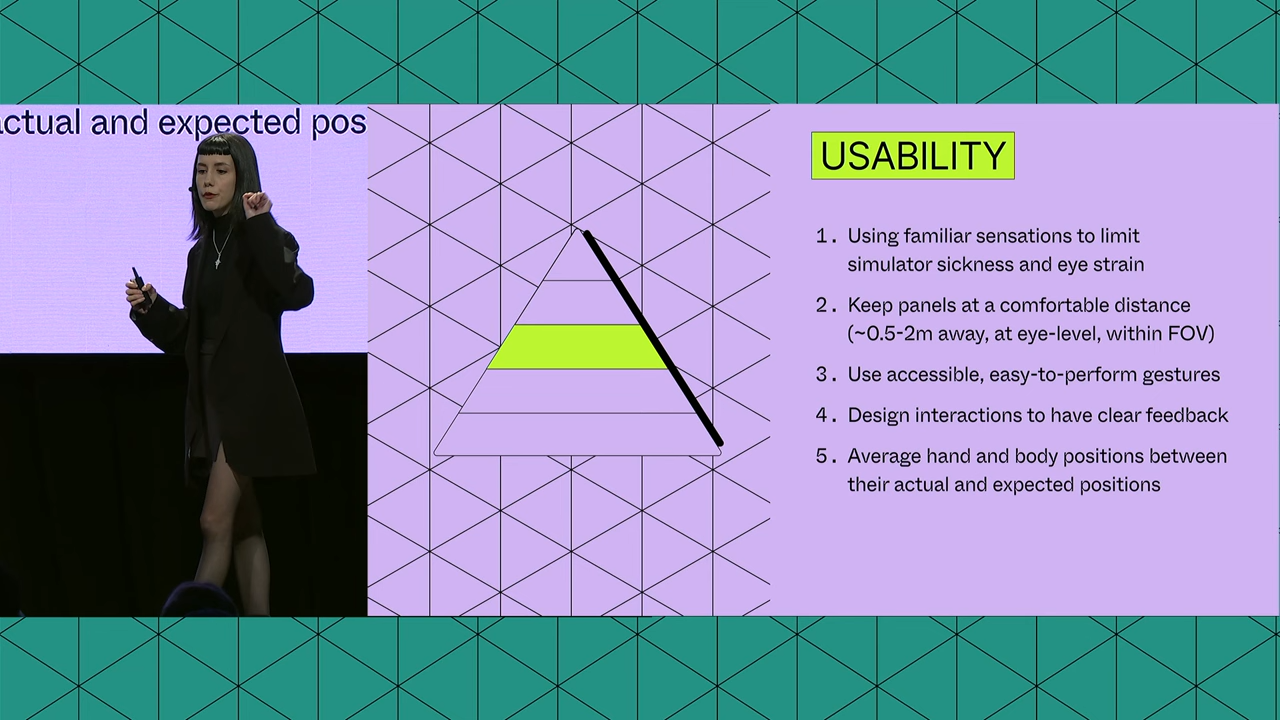 actual and expected pos
USABILITY
1. Using familiar sensations to limit
simulator sickness and eye strain
2. Keep panels at a comfortable distance
(~0.5-2m away, at eye-level, within FOV)
3. Use accessible, easy-to-perform gestures
4. Design interactions to have clear feedback
5. Average hand and body positions between
their actual and expected positions